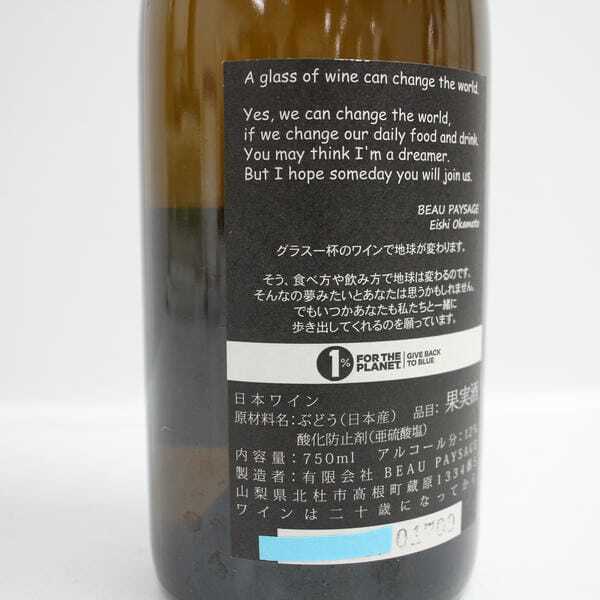 A glass of wine can change the world.
Yes, we can change the world,
if we change our daily food and drink.
You may think I'm a dreamer.
But I hope someday you will join us.
BEAU PAYSAGE
Eishi Okamoto
グラス一杯のワインで地球が変わります。
そう、食べ方や飲み方で地球は変わるのです。
そんなの夢みたいとあなたは思うかもしれません。
でもいつかあなたも私たちと一緒に
歩き出してくれるのを願っています。
1% FOR THE PLANET. GIVE BACK TO BLUE
日本ワイン
原材料名：ぶどう（日本産） 品目：果実酒
酸化防止剤（亜硫酸塩）
内容量：750ml アルコール分：12%
製造者：有限会社 BEAU PAYSAGE
山梨県北杜市高根町蔵原1334番
ワインは二十歳になってから